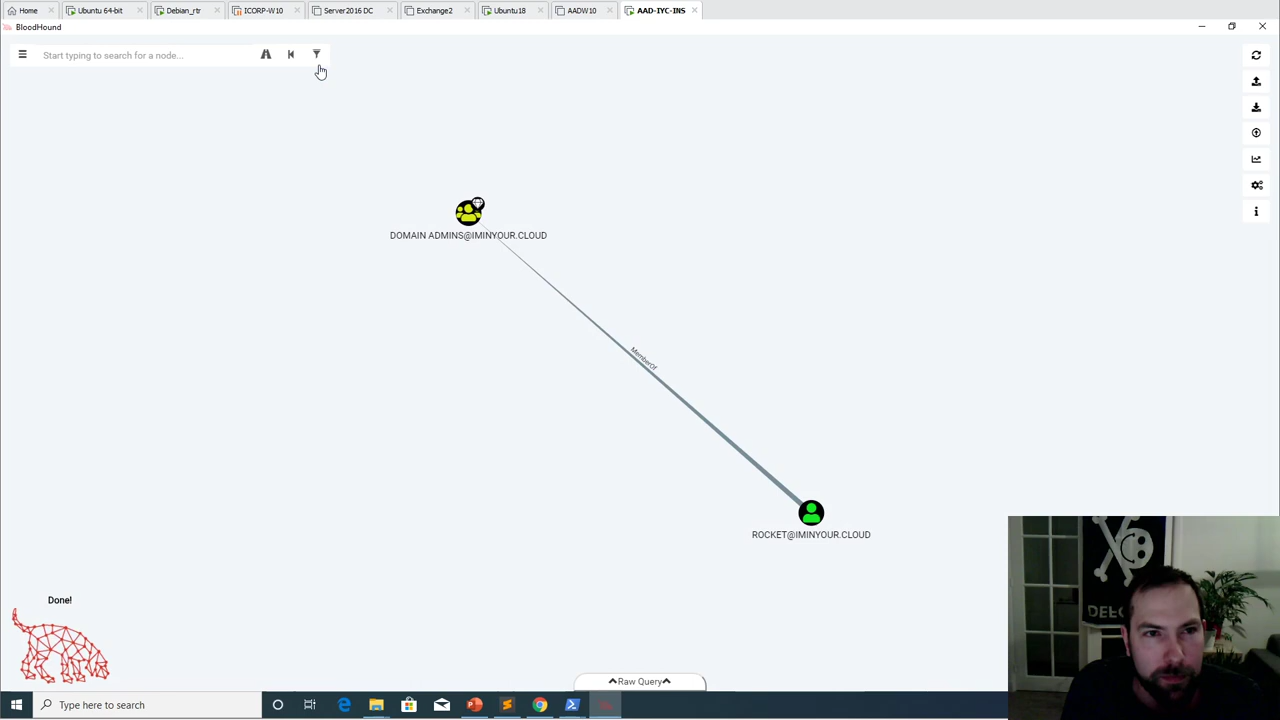 Home
Ubuntu 64-bit
Debian_rtr
ICORP-W10
Server2016 DC
Exchange2
Ubuntu18
AADW10
AAD-IYC-INS
BloodHound
Start typing to search for a node...
DOMAIN ADMINS@IMINYOUR.CLOUD
MemberOf
ROCKET@IMINYOUR.CLOUD
Done!
Raw Query
Type here to search